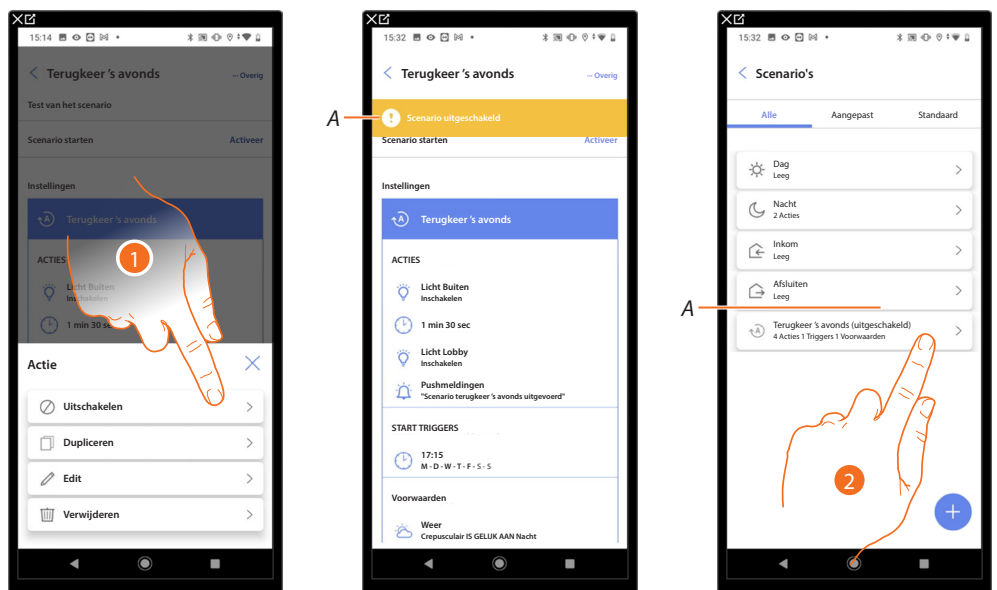 15:14
Terugkeer 's avonds
-- Overig
Test van het scenario
Scenario starten
Activeer
Instellingen
Terugkeer 's avonds
ACTIES
Licht Buiten
Inschakelen
1 min 30 sec
1
Actie
Uitschakelen
Dupliceren
Edit
Verwijderen
15:32
Terugkeer 's avonds
-- Overig
A
Scenario uitgeschakeld
Scenario starten
Activeer
Instellingen
Terugkeer 's avonds
ACTIES
Licht Buiten
Inschakelen
1 min 30 sec
Licht Lobby
Inschakelen
Pushmeldingen
"Scenario terugkeer 's avonds uitgevoerd"
START TRIGGERS
17:15
M - D - W - T - F - S - S
Voorwaarden
Weer
Crepusculair IS GELIJK AAN Nacht
15:32
Scenario's
Alle
Aangepast
Standaard
Dag
Leeg
Nacht
2 Acties
Inkom
Leeg
Afsluiten
Leeg
A
Terugkeer 's avonds (uitgeschakeld)
4 Acties 1 Triggers 1 Voorwaarden
2